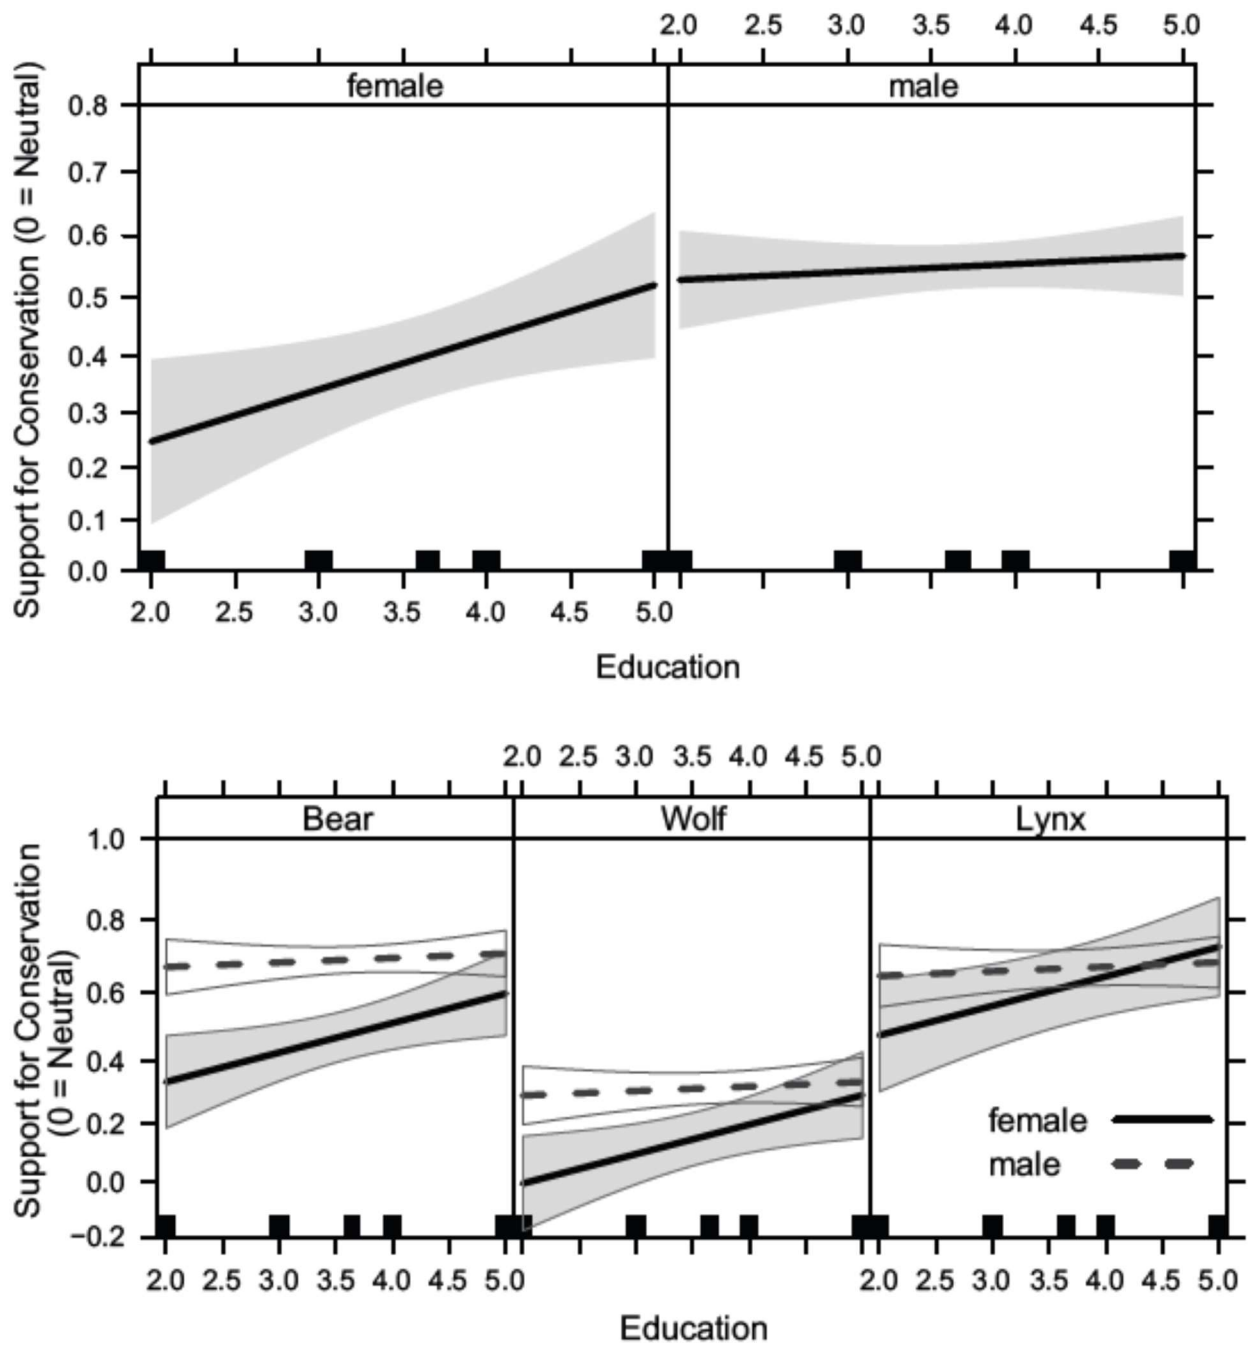 2.0 2.5 3.0 3.5 4.0 4.5 5.0
female male
Support for Conservation (0 = Neutral)
0.8
0.7
0.6
0.5
0.4
0.3
0.2
0.1
0.0
2.0 2.5 3.0 3.5 4.0 4.5 5.0
Education
2.0 2.5 3.0 3.5 4.0 4.5 5.0
Bear Wolf Lynx
Support for Conservation
(0 = Neutral)
1.0
0.8
0.6
0.4
0.2
0.0
−0.2
female
male
2.0 2.5 3.0 3.5 4.0 4.5 5.0 2.0 2.5 3.0 3.5 4.0 4.5 5.0
Education